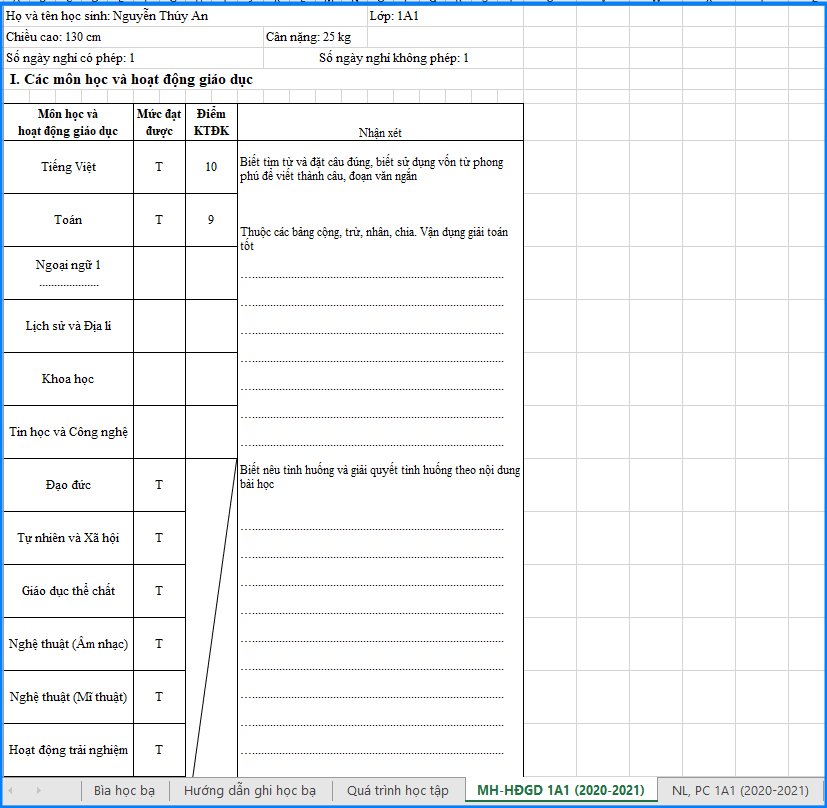 Họ và tên học sinh: Nguyễn Thúy An Lớp: 1A1
Chiều cao: 130 cm Cân nặng: 25 kg
Số ngày nghỉ có phép: 1 Số ngày nghỉ không phép: 1
I. Các môn học và hoạt động giáo dục
Môn học và hoạt động giáo dục Mức đạt được Điểm KTĐK Nhận xét
Tiếng Việt T 10 Biết tìm từ và đặt câu đúng, biết sử dụng vốn từ phong
phú để viết thành câu, đoạn văn ngắn
Toán T 9 Thuộc các bảng cộng, trừ, nhân, chia. Vận dụng giải toán
tốt
Ngoại ngữ 1
Lịch sử và Địa lí
Khoa học
Tin học và Công nghệ
Đạo đức T Biết nêu tình huống và giải quyết tình huống theo nội dung
bài học
Tự nhiên và Xã hội T
Giáo dục thể chất T
Nghệ thuật (Âm nhạc) T
Nghệ thuật (Mĩ thuật) T
Hoạt động trải nghiệm T
Bìa học bạ Hướng dẫn ghi học bạ Quá trình học tập MH-HĐGD 1A1 (2020-2021) NL, PC 1A1 (2020-2021)